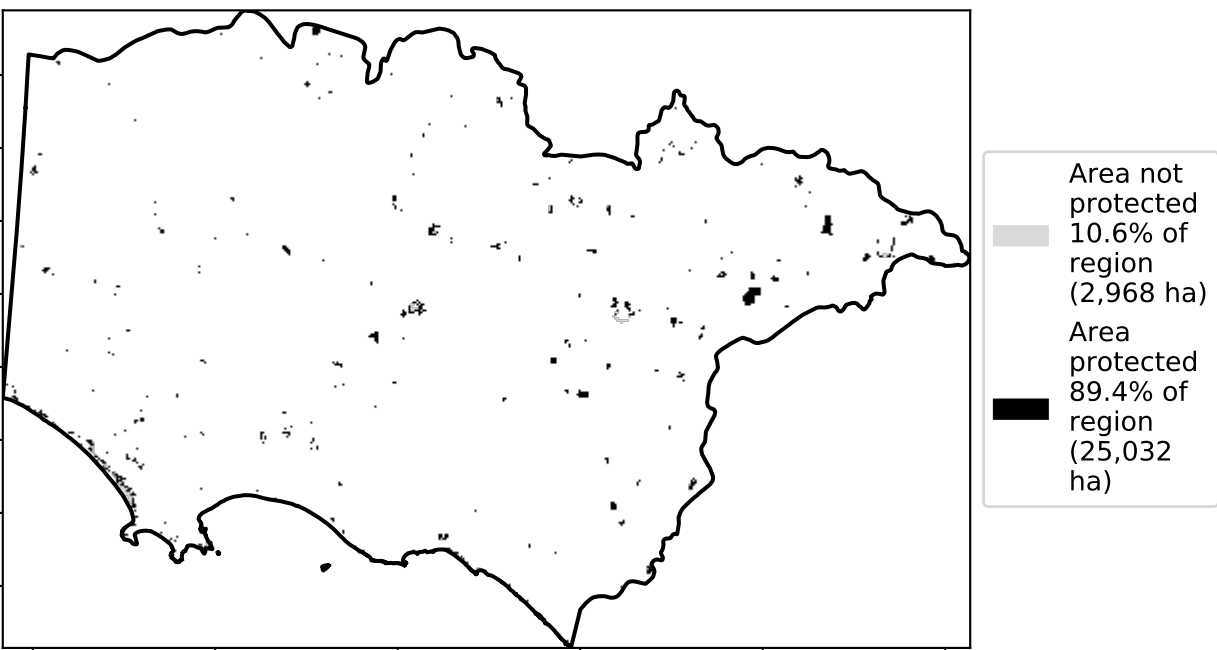 Area not
protected
10.6% of
region
(2,968 ha)
Area
protected
89.4% of
region
(25,032
ha)